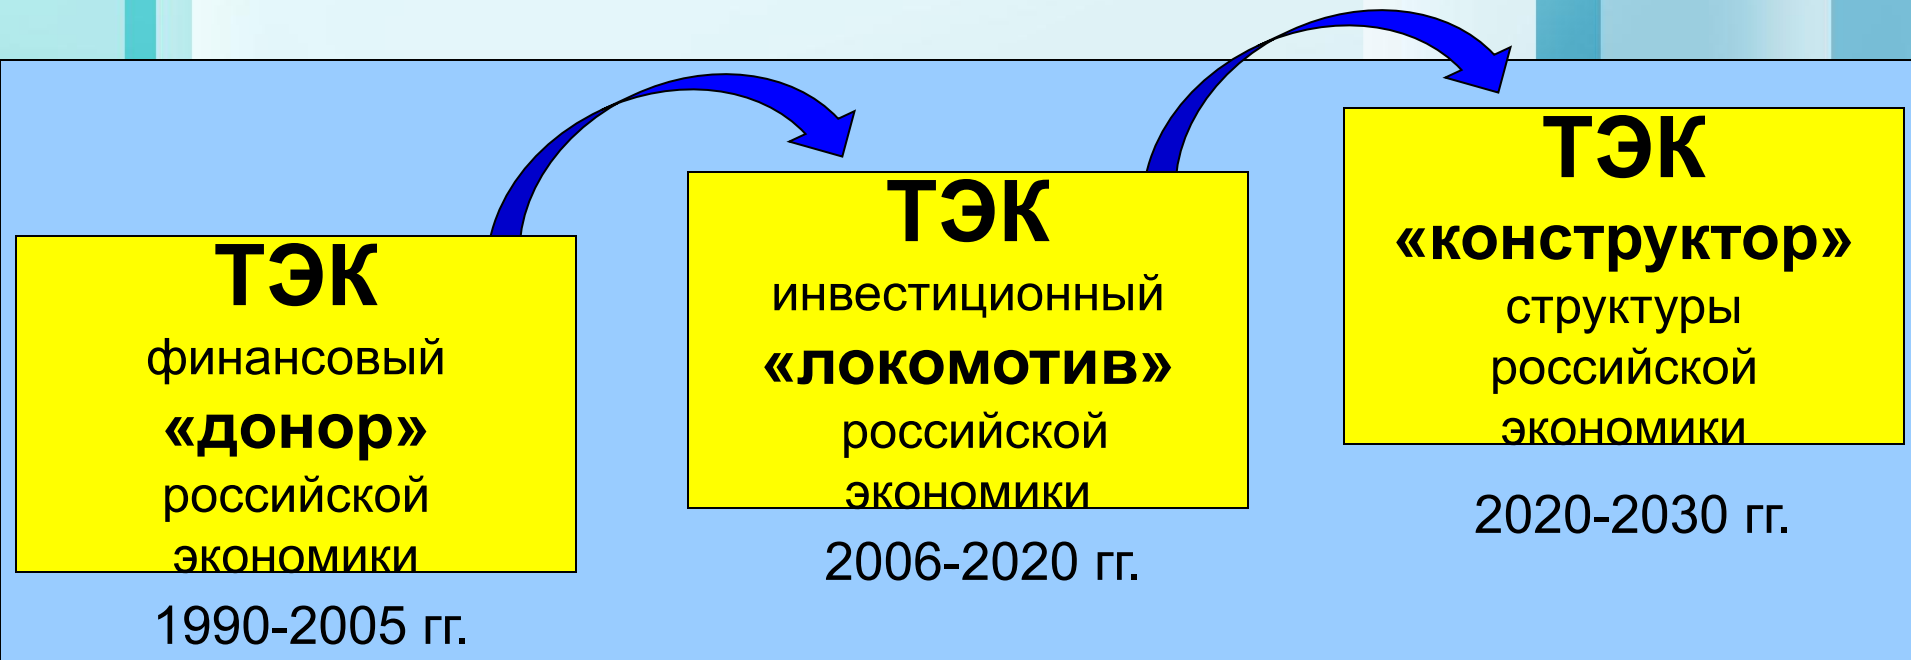 ТЭК
финансовый
«донор»
российской
экономики
1990-2005 гг.
ТЭК
инвестиционный
«локомотив»
российской
экономики
2006-2020 гг.
ТЭК
«конструктор»
структуры
российской
экономики
2020-2030 гг.